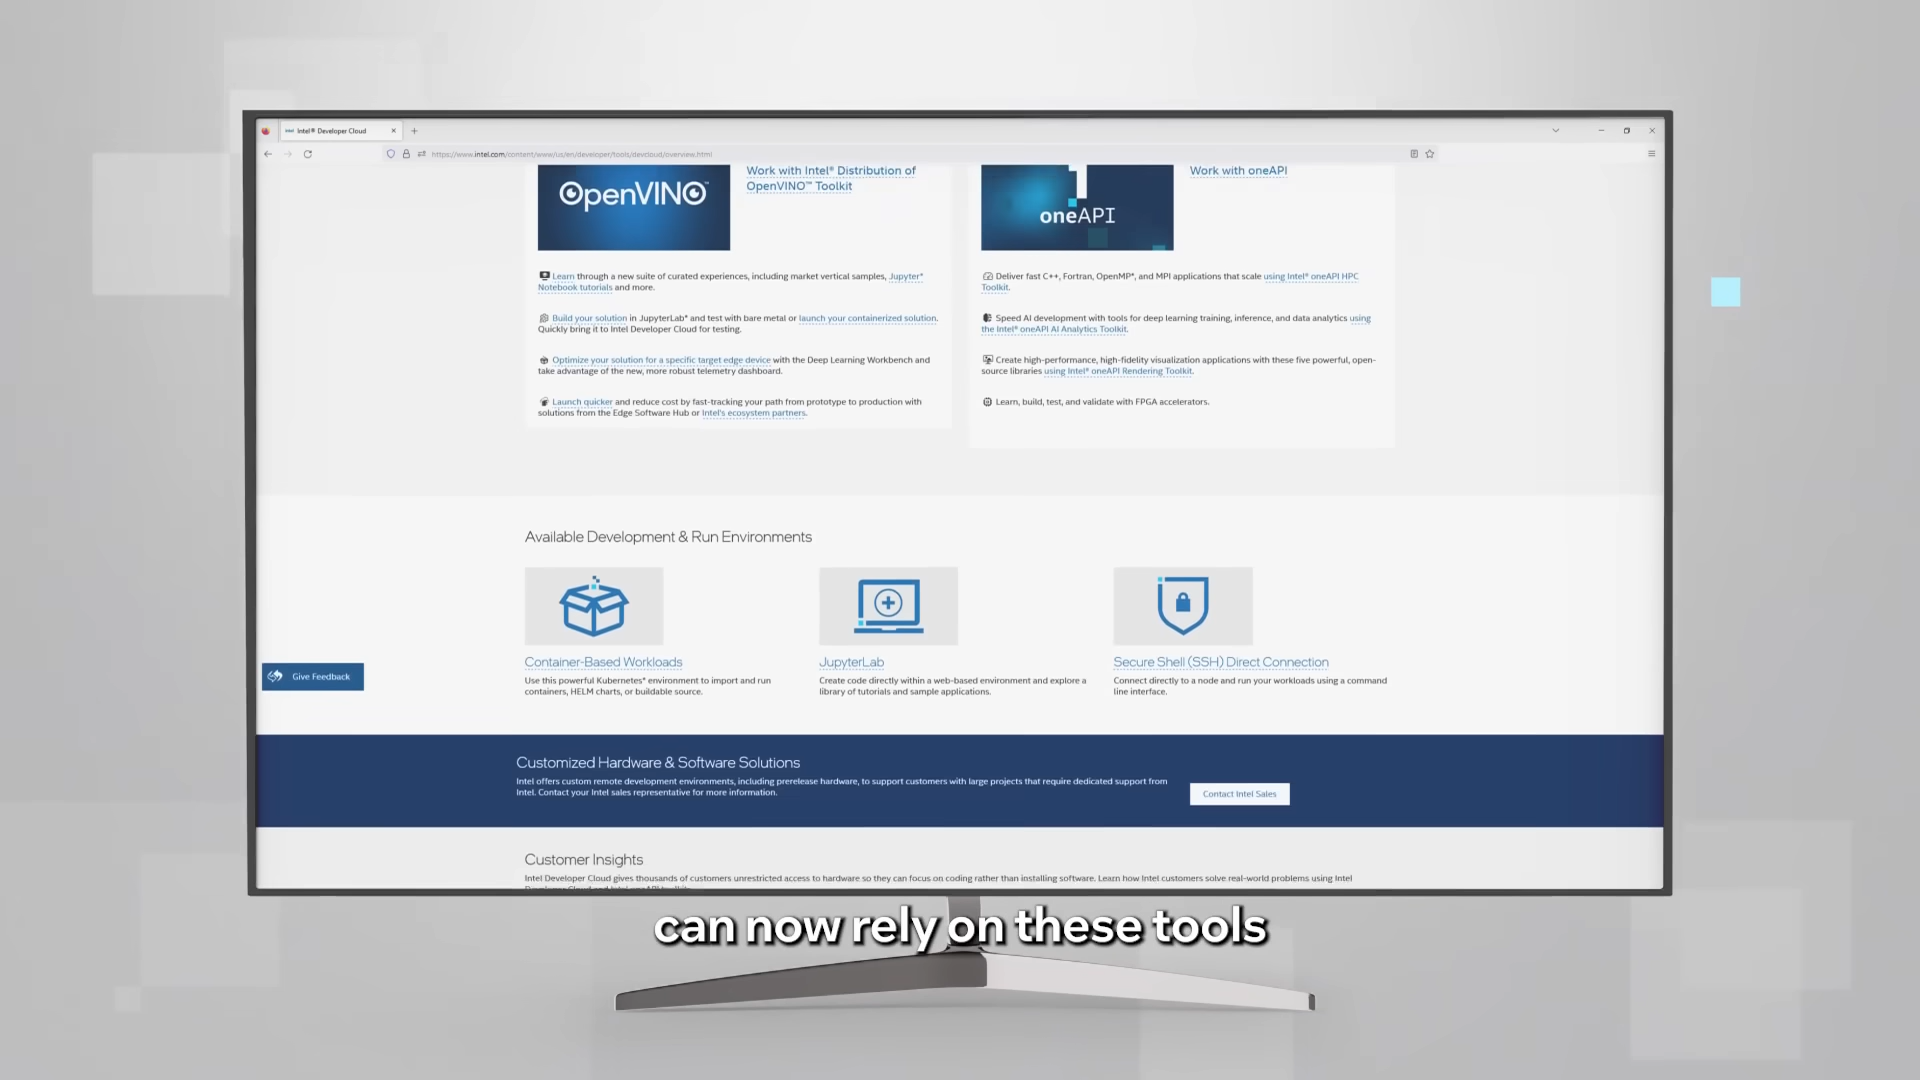 intel Intel® Developer Cloud
https://www.intel.com/content/www/us/en/developer/tools/devcloud/overview.html
OpenVINO™
Work with Intel® Distribution of
OpenVINO™ Toolkit
Learn through a new suite of curated experiences, including market vertical samples, Jupyter*
Notebook tutorials and more.
Build your solution in JupyterLab* and test with bare metal or launch your containerized solution.
Quickly bring it to Intel Developer Cloud for testing.
Optimize your solution for a specific target edge device with the Deep Learning Workbench and
take advantage of the new, more robust telemetry dashboard.
Launch quicker and reduce cost by fast-tracking your path from prototype to production with
solutions from the Edge Software Hub or Intel's ecosystem partners.
oneAPI
Work with oneAPI
Deliver fast C++, Fortran, OpenMP*, and MPI applications that scale using Intel® oneAPI HPC
Toolkit.
Speed AI development with tools for deep learning training, inference, and data analytics using
the Intel® oneAPI AI Analytics Toolkit.
Create high-performance, high-fidelity visualization applications with these five powerful, open-
source libraries using Intel® oneAPI Rendering Toolkit.
Learn, build, test, and validate with FPGA accelerators.
Available Development & Run Environments
Container-Based Workloads
Use this powerful Kubernetes* environment to import and run
containers, HELM charts, or buildable source.
JupyterLab
Create code directly within a web-based environment and explore a
library of tutorials and sample applications.
Secure Shell (SSH) Direct Connection
Connect directly to a node and run your workloads using a command
line interface.
Give Feedback
Customized Hardware & Software Solutions
Intel offers custom remote development environments, including prerelease hardware, to support customers with large projects that require dedicated support from
Intel. Contact your Intel sales representative for more information.
Contact Intel Sales
Customer Insights
Intel Developer Cloud gives thousands of customers unrestricted access to hardware so they can focus on coding rather than installing software. Learn how Intel customers solve real-world problems using Intel
can now rely on these tools